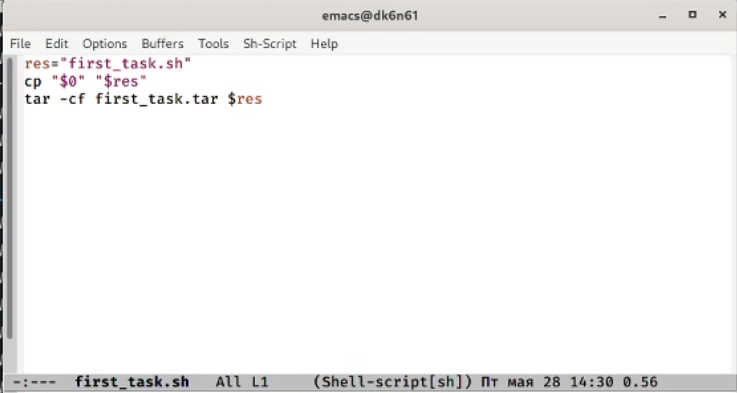 emacs@dk6n61
File Edit Options Buffers Tools Sh-Script Help
res="first_task.sh"
cp "$0" "$res"
tar -cf first_task.tar $res
-:--- first_task.sh All L1 (Shell-script[sh]) Пт мая 28 14:30 0.56